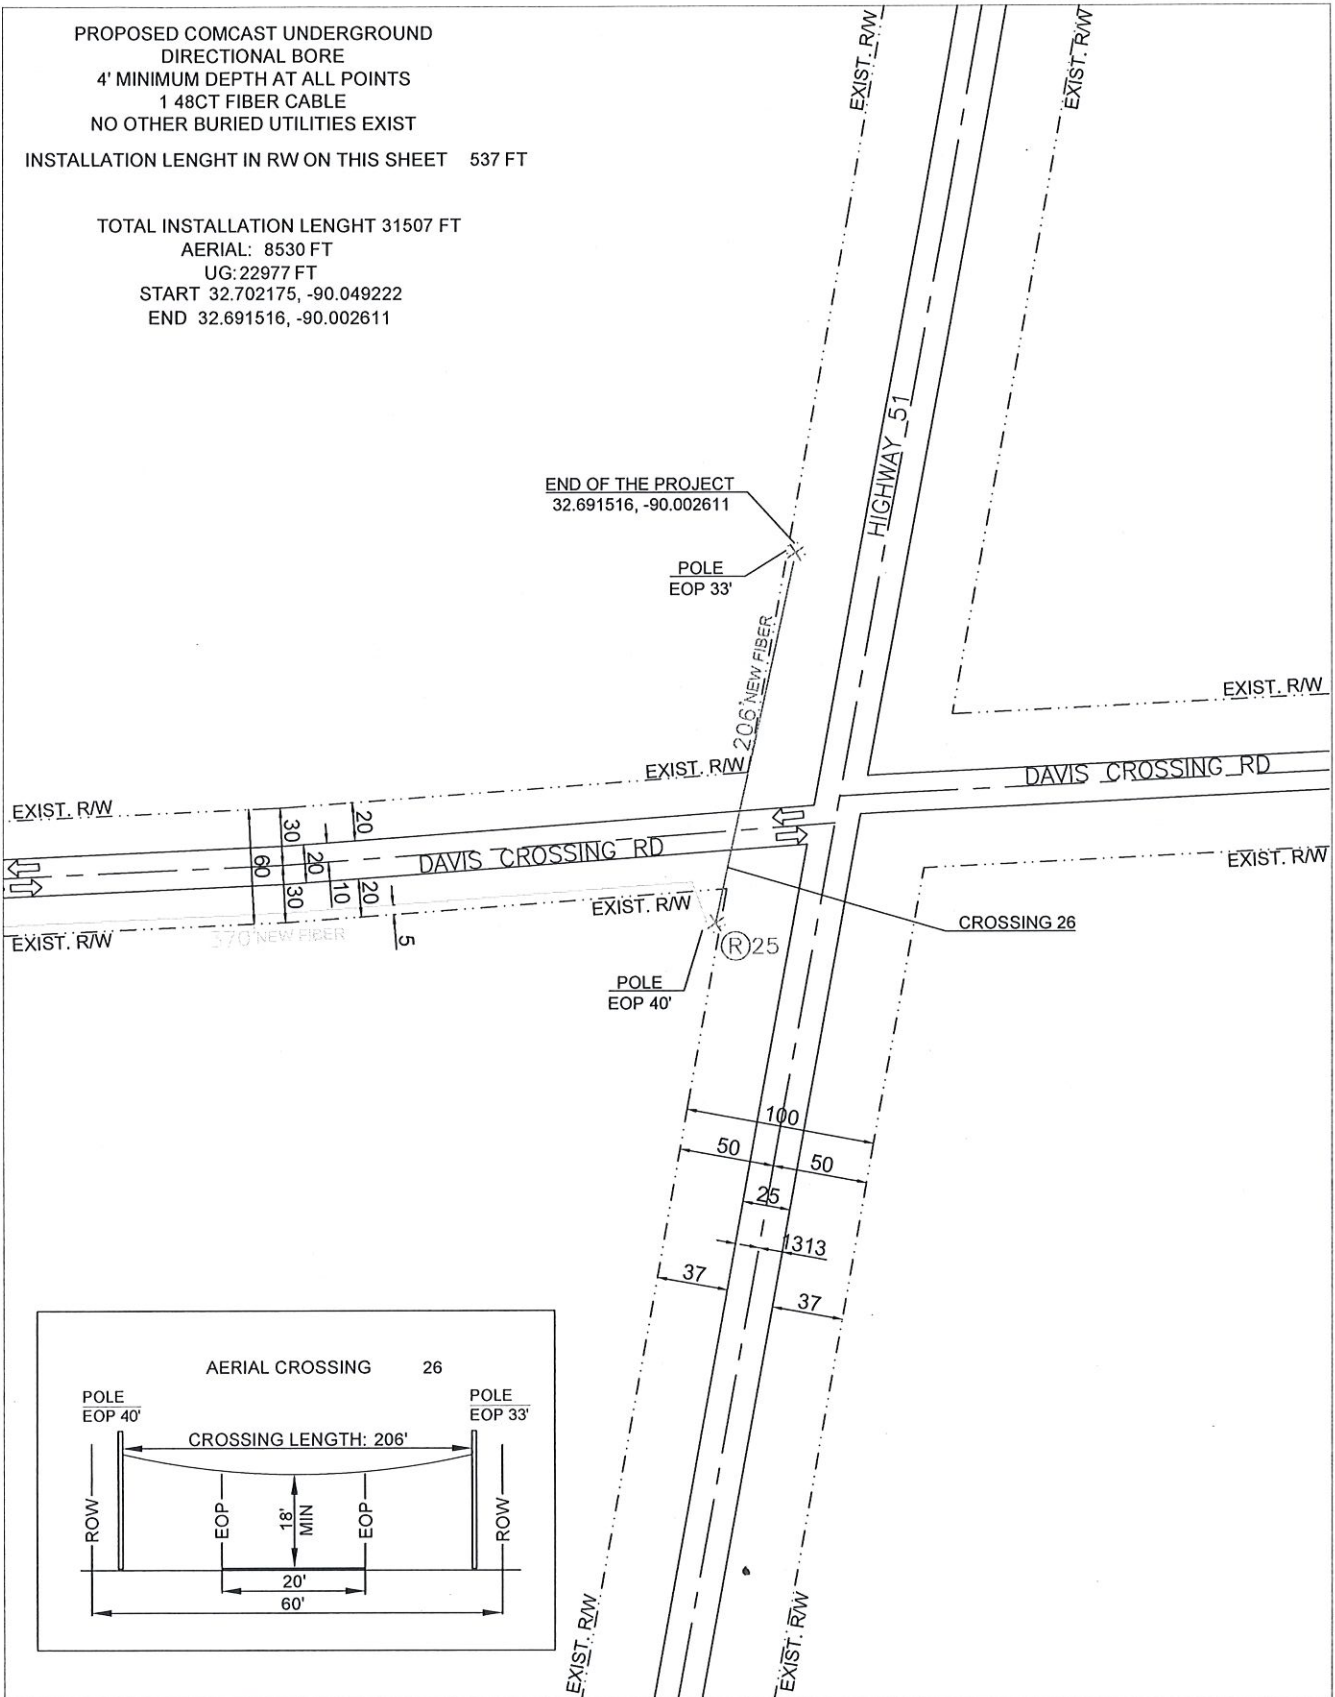 PROPOSED COMCAST UNDERGROUND
DIRECTIONAL BORE
4' MINIMUM DEPTH AT ALL POINTS
1 48CT FIBER CABLE
NO OTHER BURIED UTILITIES EXIST
INSTALLATION LENGHT IN RW ON THIS SHEET 537 FT
TOTAL INSTALLATION LENGHT 31507 FT
AERIAL: 8530 FT
UG: 22977 FT
START 32.702175, -90.049222
END 32.691516, -90.002611
EXIST. R/W
EXIST. R/W
HIGHWAY 51
END OF THE PROJECT
32.691516, -90.002611
POLE
EOP 33'
206' NEW FIBER
EXIST. R/W
EXIST. R/W
DAVIS CROSSING RD
EXIST. R/W
20
30
60
20
DAVIS CROSSING RD
EXIST. R/W
30
10
20
EXIST. R/W
CROSSING 26
EXIST. R/W
370' NEW FIBER
5
R 25
POLE
EOP 40'
100
50
50
25
1313
37
37
AERIAL CROSSING 26
POLE
EOP 40'
POLE
EOP 33'
CROSSING LENGTH: 206'
ROW
EOP
18'
MIN
EOP
ROW
20'
60'
EXIST. R/W
EXIST. R/W